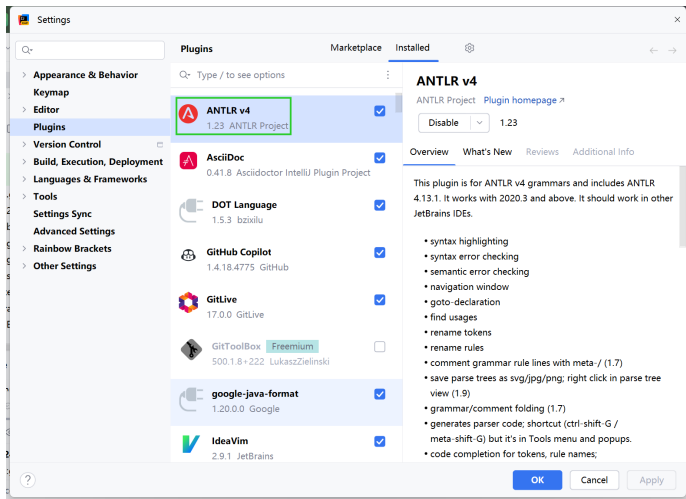 Settings
Plugins
Marketplace
Installed
Type / to see options
Appearance & Behavior
Keymap
Editor
Plugins
Version Control
Build, Execution, Deployment
Languages & Frameworks
Tools
Settings Sync
Advanced Settings
Rainbow Brackets
Other Settings
ANTLR v4
1.23 ANTLR Project
AsciiDoc
0.41.8 Asciidoctor IntelliJ Plugin Project
DOT Language
1.5.3 bzixilu
GitHub Copilot
1.4.18.4775 GitHub
GitLive
17.0.0 GitLive
GitToolBox Freemium
500.1.8+222 LukaszZielinski
google-java-format
1.20.0.0 Google
IdeaVim
2.9.1 JetBrains
ANTLR v4
ANTLR Project Plugin homepage ↗
Disable 1.23
Overview What's New Reviews Additional Info
This plugin is for ANTLR v4 grammars and includes ANTLR
4.13.1. It works with 2020.3 and above. It should work in other
JetBrains IDEs.
• syntax highlighting
• syntax error checking
• semantic error checking
• navigation window
• goto-declaration
• find usages
• rename tokens
• rename rules
• comment grammar rule lines with meta-/ (1.7)
• save parse trees as svg/jpg/png; right click in parse tree
view (1.9)
• grammar/comment folding (1.7)
• generates parser code; shortcut (ctrl-shift-G /
meta-shift-G) but it's in Tools menu and popups.
• code completion for tokens, rule names;
?
OK
Cancel
Apply